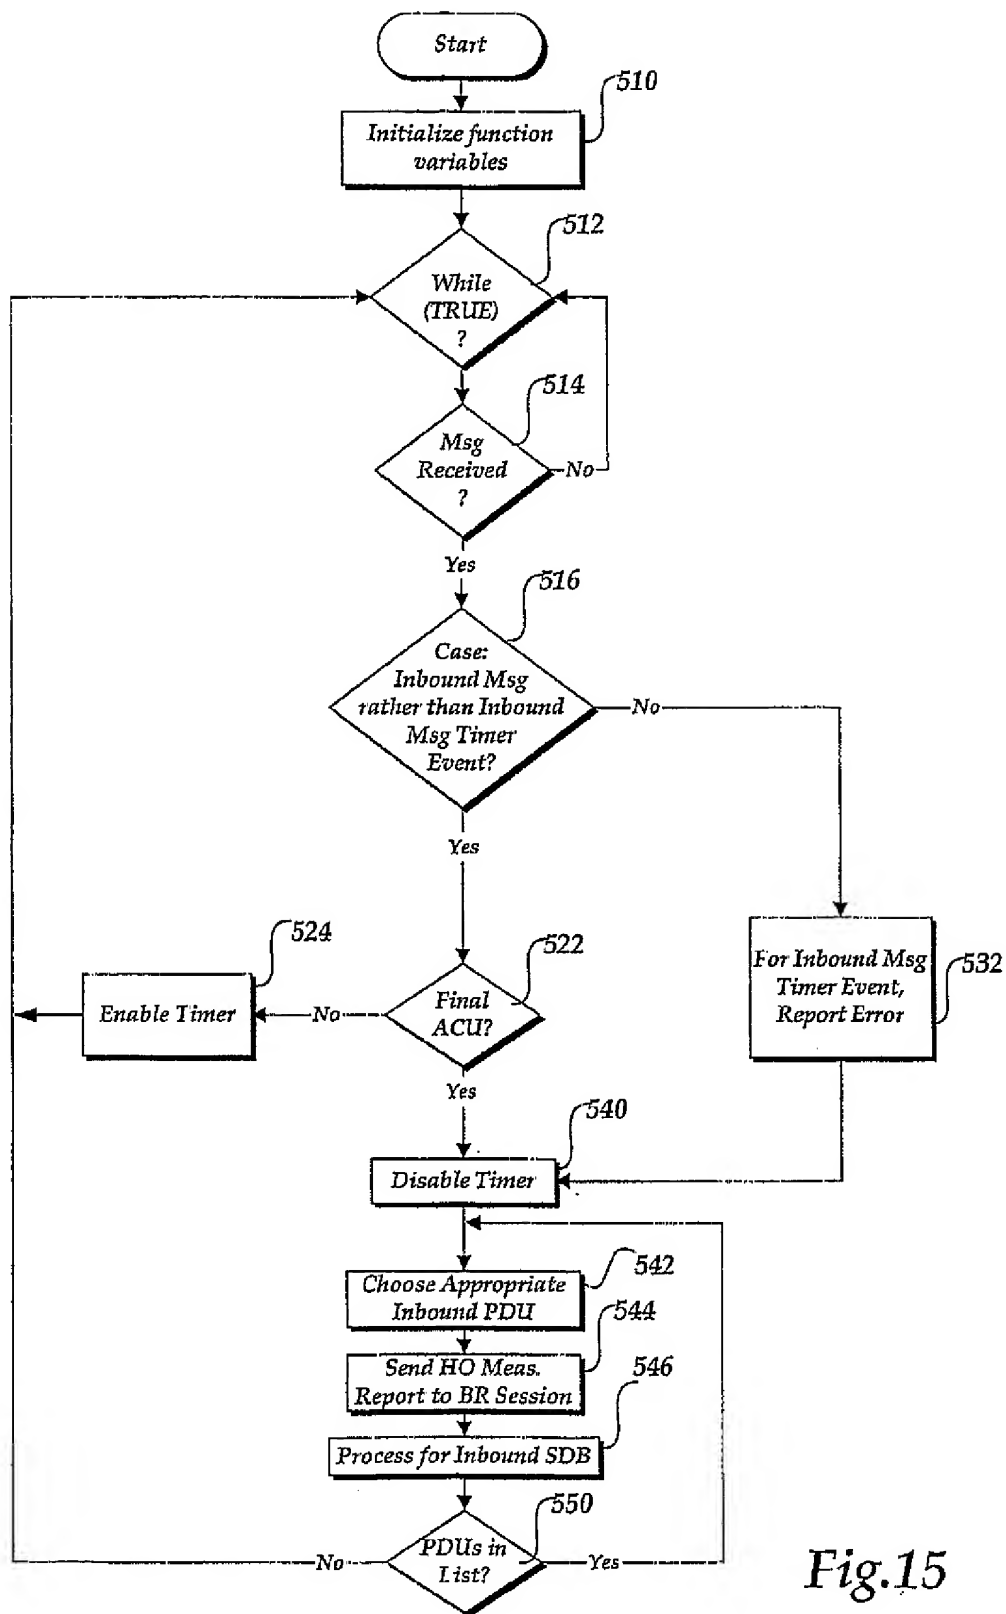 Start
510
Initialize function
variables
512
While
(TRUE)
?
514
Msg
Received
?
No
Yes
516
Case:
Inbound Msg
rather than Inbound
Msg Timer
Event?
No
Yes
524
Enable Timer
No
522
Final
ACU?
For Inbound Msg
Timer Event,
Report Error
532
Yes
540
Disable Timer
542
Choose Appropriate
Inbound PDU
544
Send HO Meas.
Report to BR Session
546
Process for Inbound SDB
550
PDUs in
List?
No
Yes
Fig.15